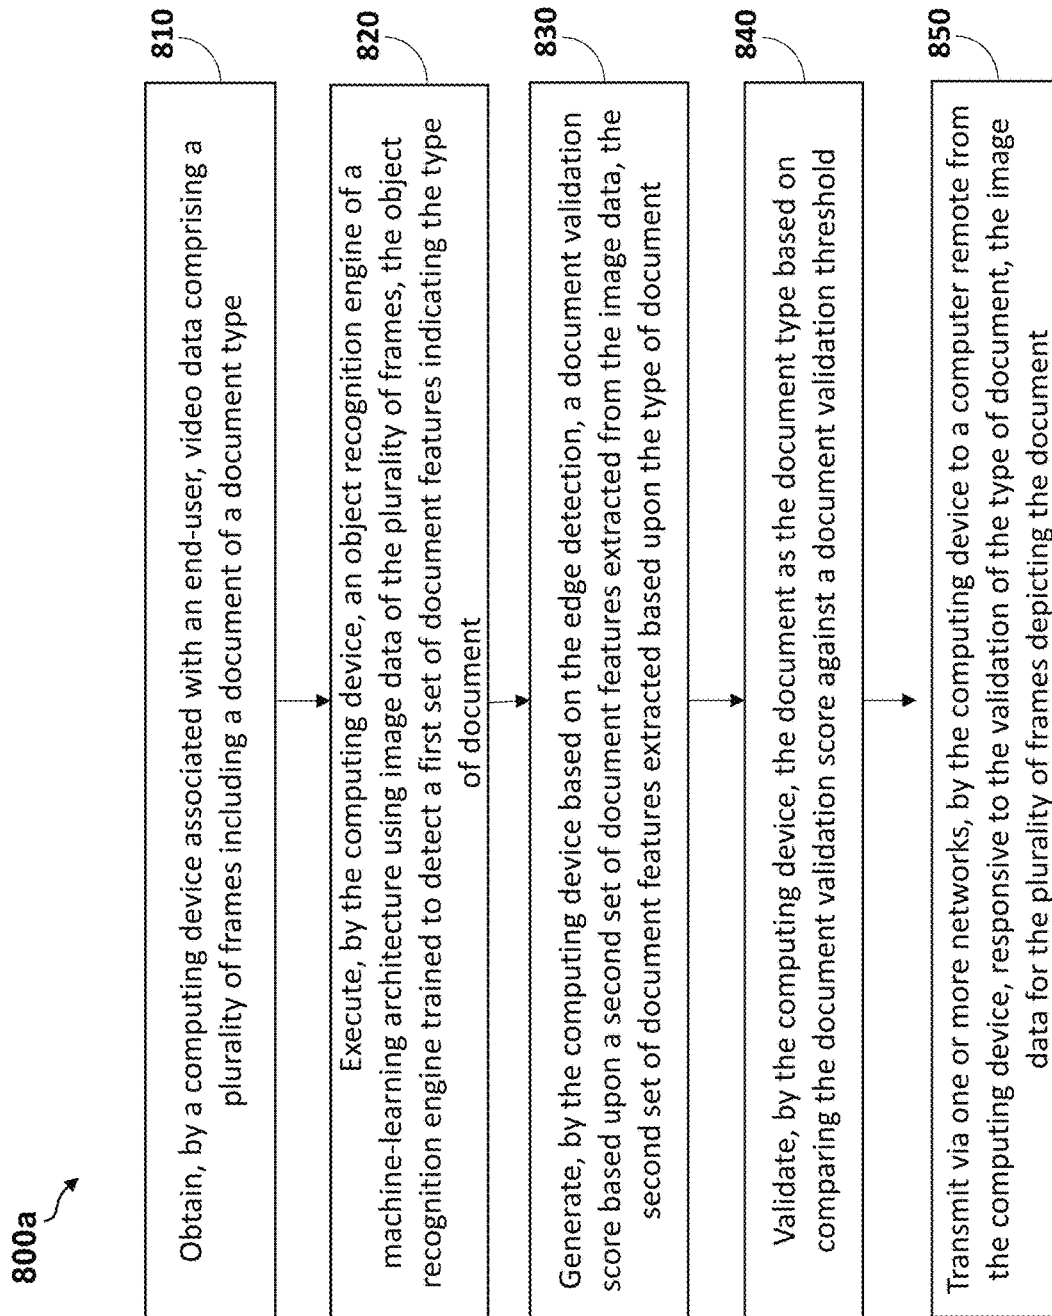 800a
810
Obtain, by a computing device associated with an end-user, video data comprising a
plurality of frames including a document of a document type
820
Execute, by the computing device, an object recognition engine of a
machine-learning architecture using image data of the plurality of frames, the object
recognition engine trained to detect a first set of document features indicating the type
of document
830
Generate, by the computing device based on the edge detection, a document validation
score based upon a second set of document features extracted from the image data, the
second set of document features extracted based upon the type of document
840
Validate, by the computing device, the document as the document type based on
comparing the document validation score against a document validation threshold
850
Transmit via one or more networks, by the computing device to a computer remote from
the computing device, responsive to the validation of the type of document, the image
data for the plurality of frames depicting the document